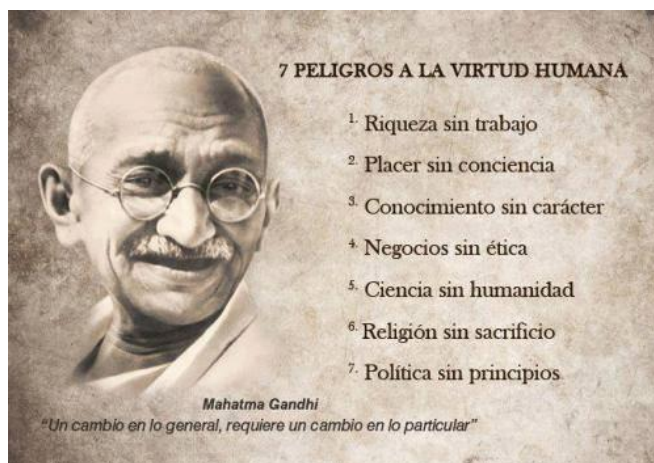 7 PELIGROS A LA VIRTUD HUMANA
1. Riqueza sin trabajo
2. Placer sin conciencia
3. Conocimiento sin carácter
4. Negocios sin ética
5. Ciencia sin humanidad
6. Religión sin sacrificio
7. Política sin principios
Mahatma Gandhi
“Un cambio en lo general, requiere un cambio en lo particular”